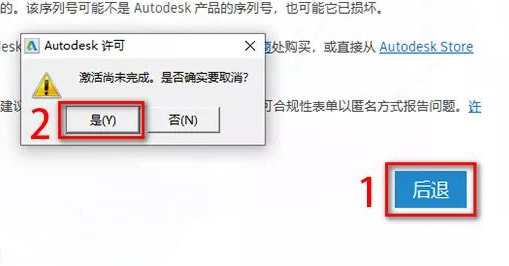 的。该序列号可能不是 Autodesk 产品的序列号，也可能它已损坏。
desk
处购买，或直接从 Autodesk Store
Autodesk 许可
激活尚未完成。是否确实要取消?
建议
可合规性表单以匿名方式报告问题。许
2
是(Y)
否(N)
1
后退